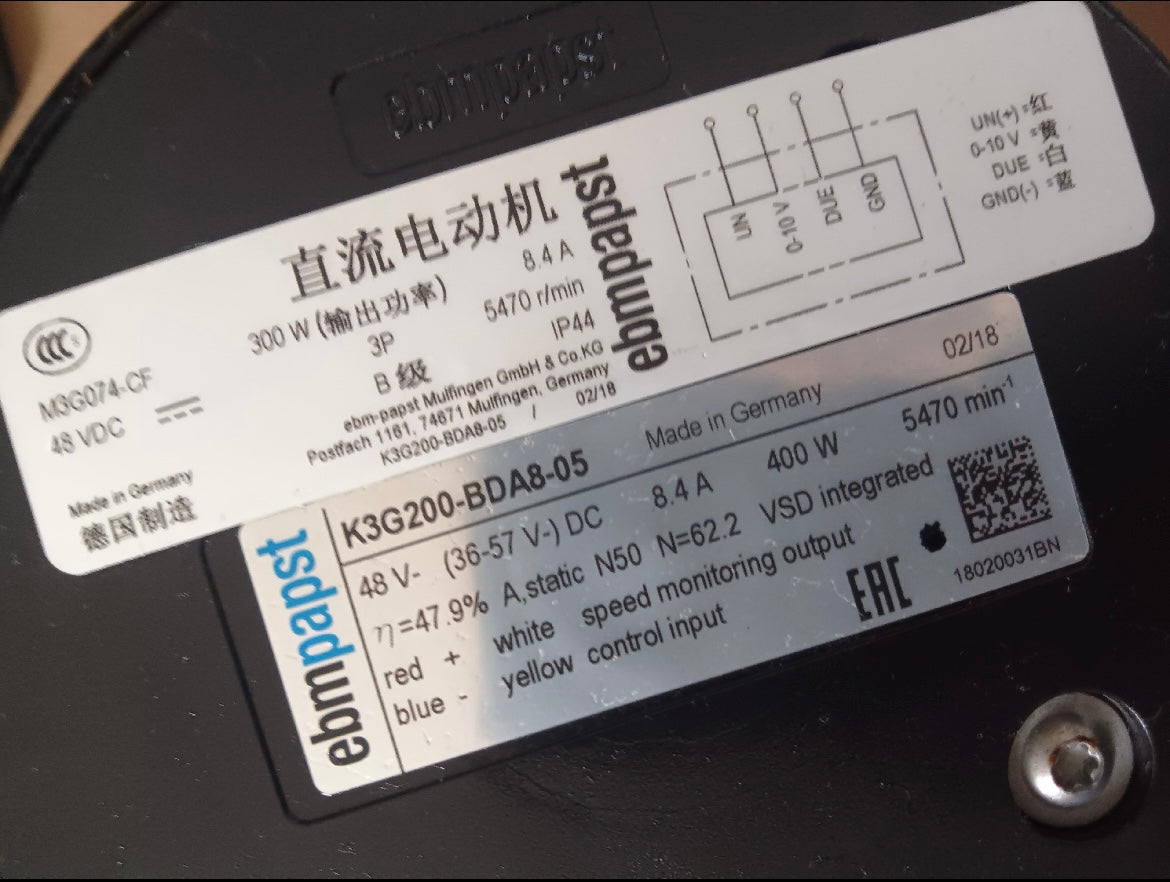 ebmpapst
CCC
M3G074-CF
48 VDC
Made in Germany
德国制造
直流电动机
300 W (输出功率) 8.4 A
3P 5470 r/min
B 级 IP44
ebm-papst Mulfingen GmbH & Co.KG
Postfach 1161, 74671 Mulfingen, Germany
K3G200-BDA8-05 / 02/18
ebmpapst
UN
0-10 V
DUE
GND
UN(+) =红
0-10 V =黄
DUE =白
GND(-) =蓝
ebmpapst
K3G200-BDA8-05 Made in Germany 02/18
48 V- (36-57 V-) DC 8.4 A 400 W 5470 min-1
η=47.9% A,static N50 N=62.2 VSD integrated
red + white speed monitoring output
blue - yellow control input
EAC
18020031BN